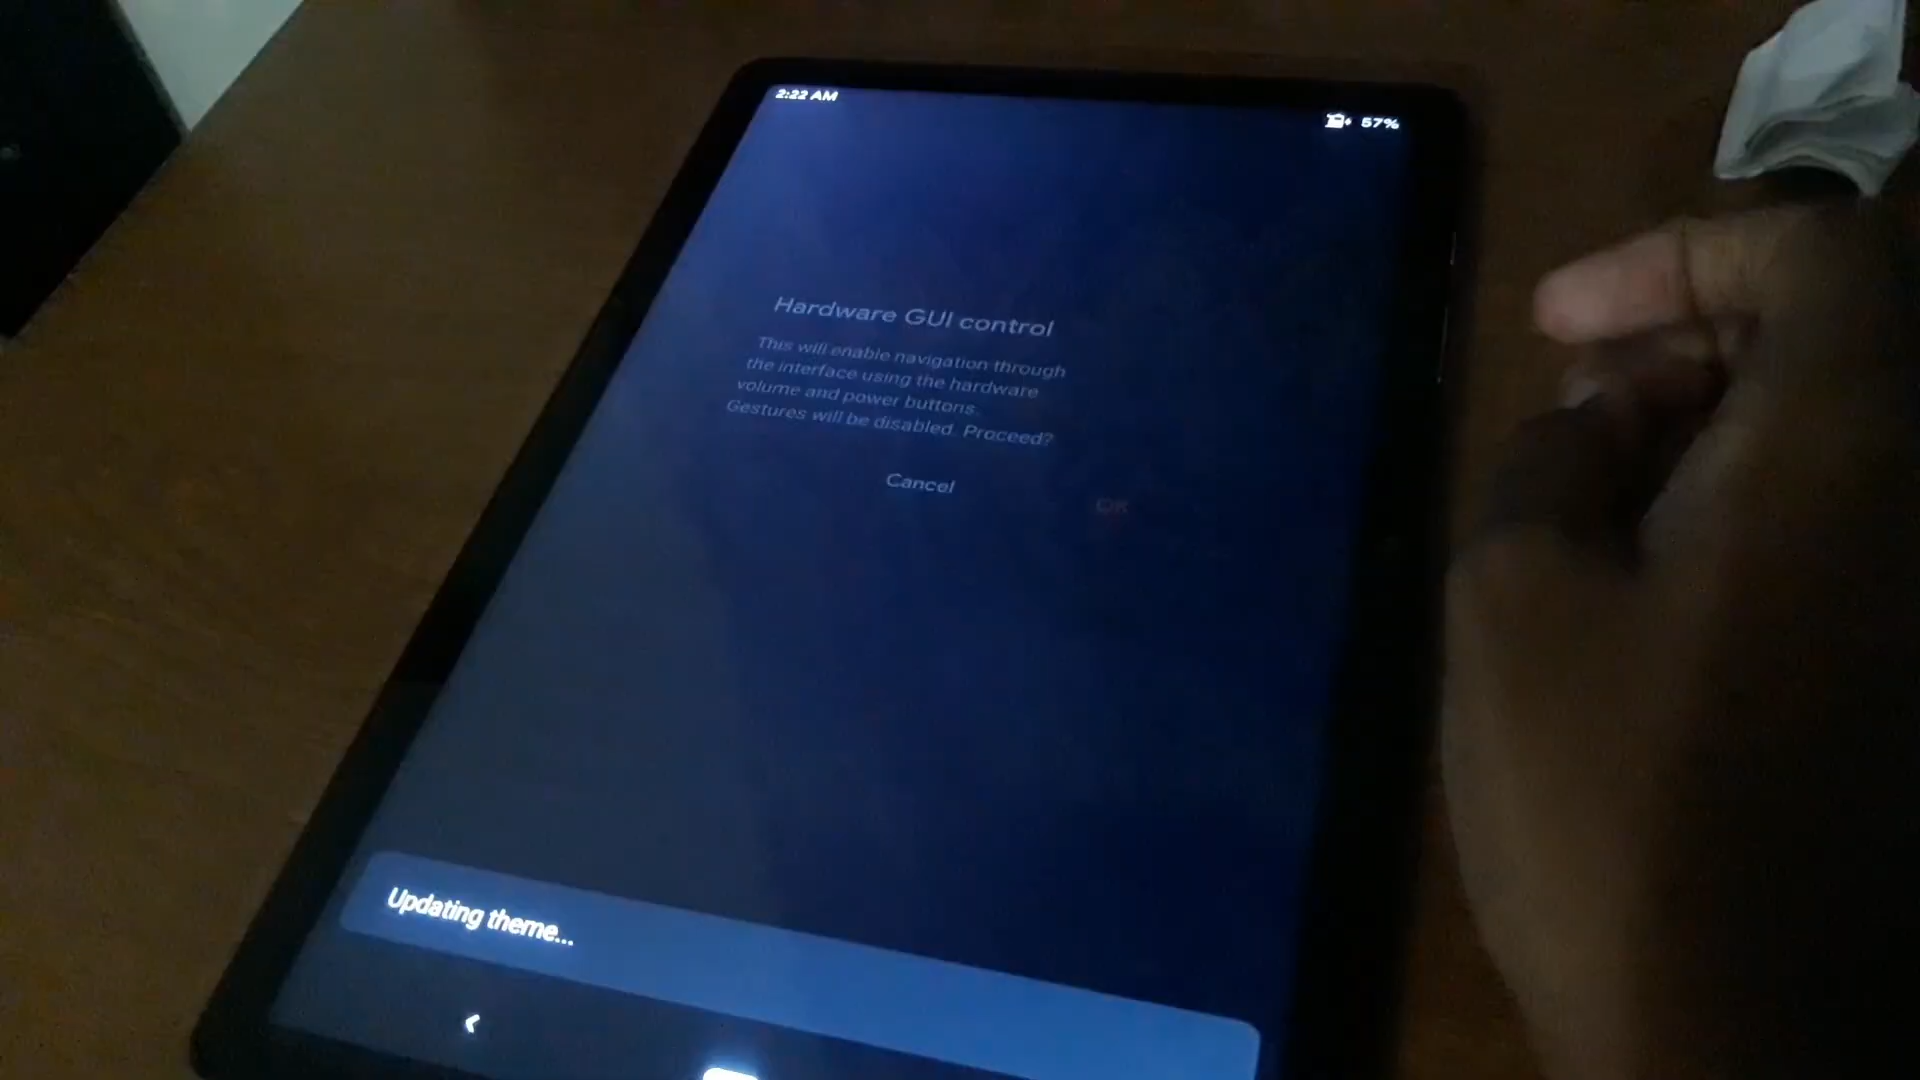 2:22 AM
57%
Hardware GUI control
This will enable navigation through
the interface using the hardware
volume and power buttons.
Gestures will be disabled. Proceed?
Cancel
OK
Updating theme...